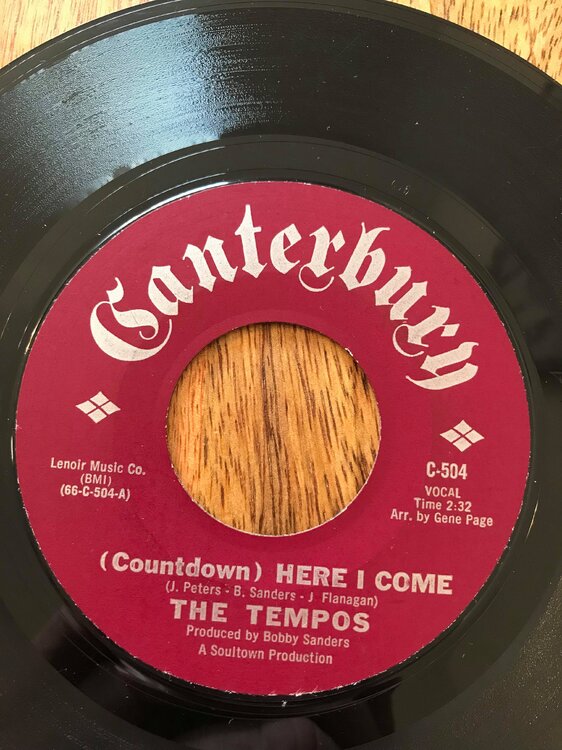 Canterbury
Lenoir Music Co.
(BMI)
(66-C-504-A)
C-504
VOCAL
Time 2:32
Arr. by Gene Page
(Countdown) HERE I COME
(J. Peters - B. Sanders - J Flanagan)
THE TEMPOS
Produced by Bobby Sanders
A Soultown Production